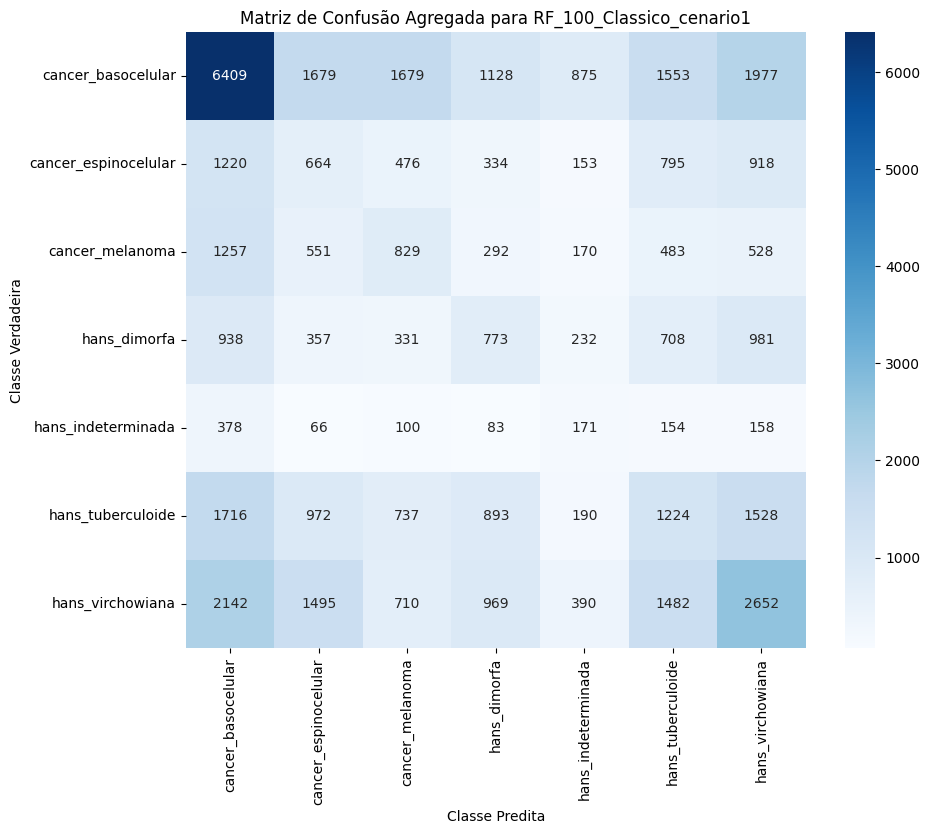 Matriz de Confusão Agregada para RF_100_Classico_cenario1
Classe Verdadeira
cancer_basocelular 6409 1679 1679 1128 875 1553 1977
cancer_espinocelular 1220 664 476 334 153 795 918
cancer_melanoma 1257 551 829 292 170 483 528
hans_dimorfa 938 357 331 773 232 708 981
hans_indeterminada 378 66 100 83 171 154 158
hans_tuberculoide 1716 972 737 893 190 1224 1528
hans_virchowiana 2142 1495 710 969 390 1482 2652
cancer_basocelular
cancer_espinocelular
cancer_melanoma
hans_dimorfa
hans_indeterminada
hans_tuberculoide
hans_virchowiana
Classe Predita
6000
5000
4000
3000
2000
1000